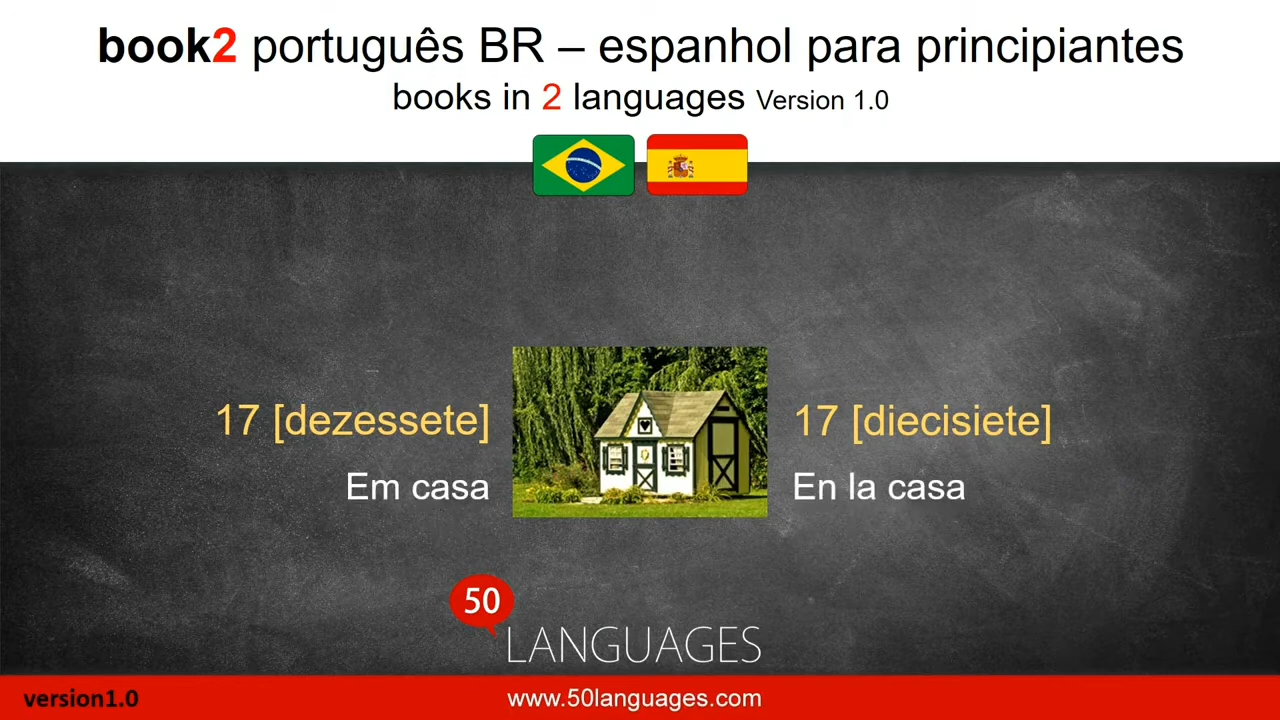 book2 português BR – espanhol para principiantes
books in 2 languages Version 1.0
17 [dezessete]
Em casa
17 [diecisiete]
En la casa
50
LANGUAGES
version1.0
www.50languages.com